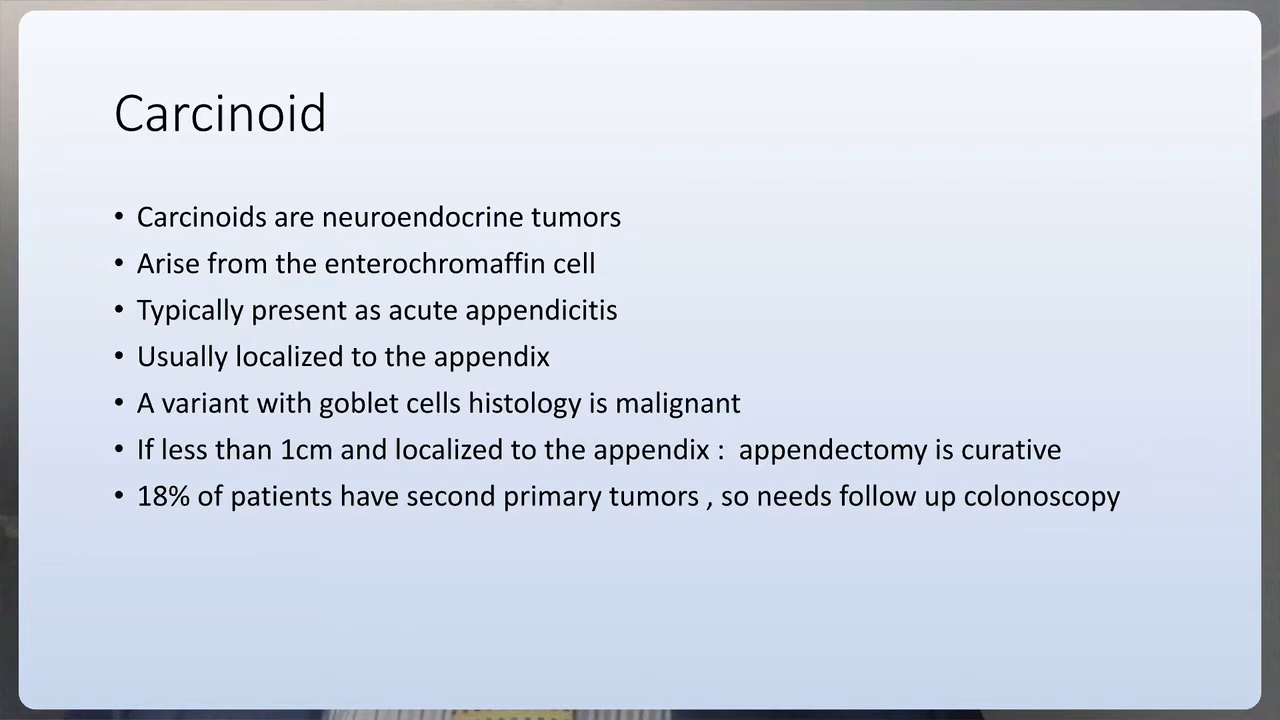 Carcinoid
• Carcinoids are neuroendocrine tumors
• Arise from the enterochromaffin cell
• Typically present as acute appendicitis
• Usually localized to the appendix
• A variant with goblet cells histology is malignant
• If less than 1cm and localized to the appendix :  appendectomy is curative
• 18% of patients have second primary tumors , so needs follow up colonoscopy